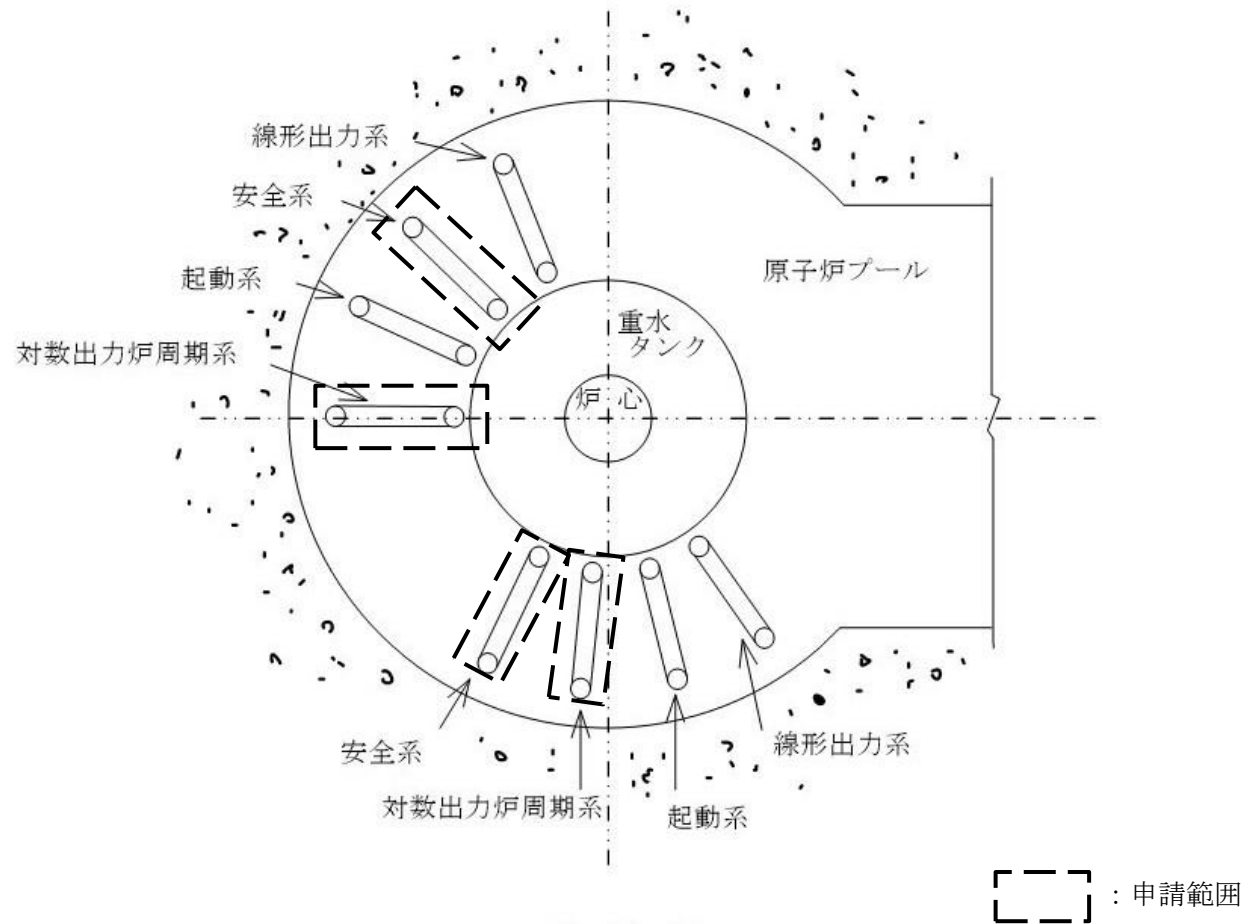 線形出力系
安全系
起動系
対数出力炉周期系
原子炉プール
重水
タンク
炉心
安全系
対数出力炉周期系
起動系
線形出力系
：申請範囲